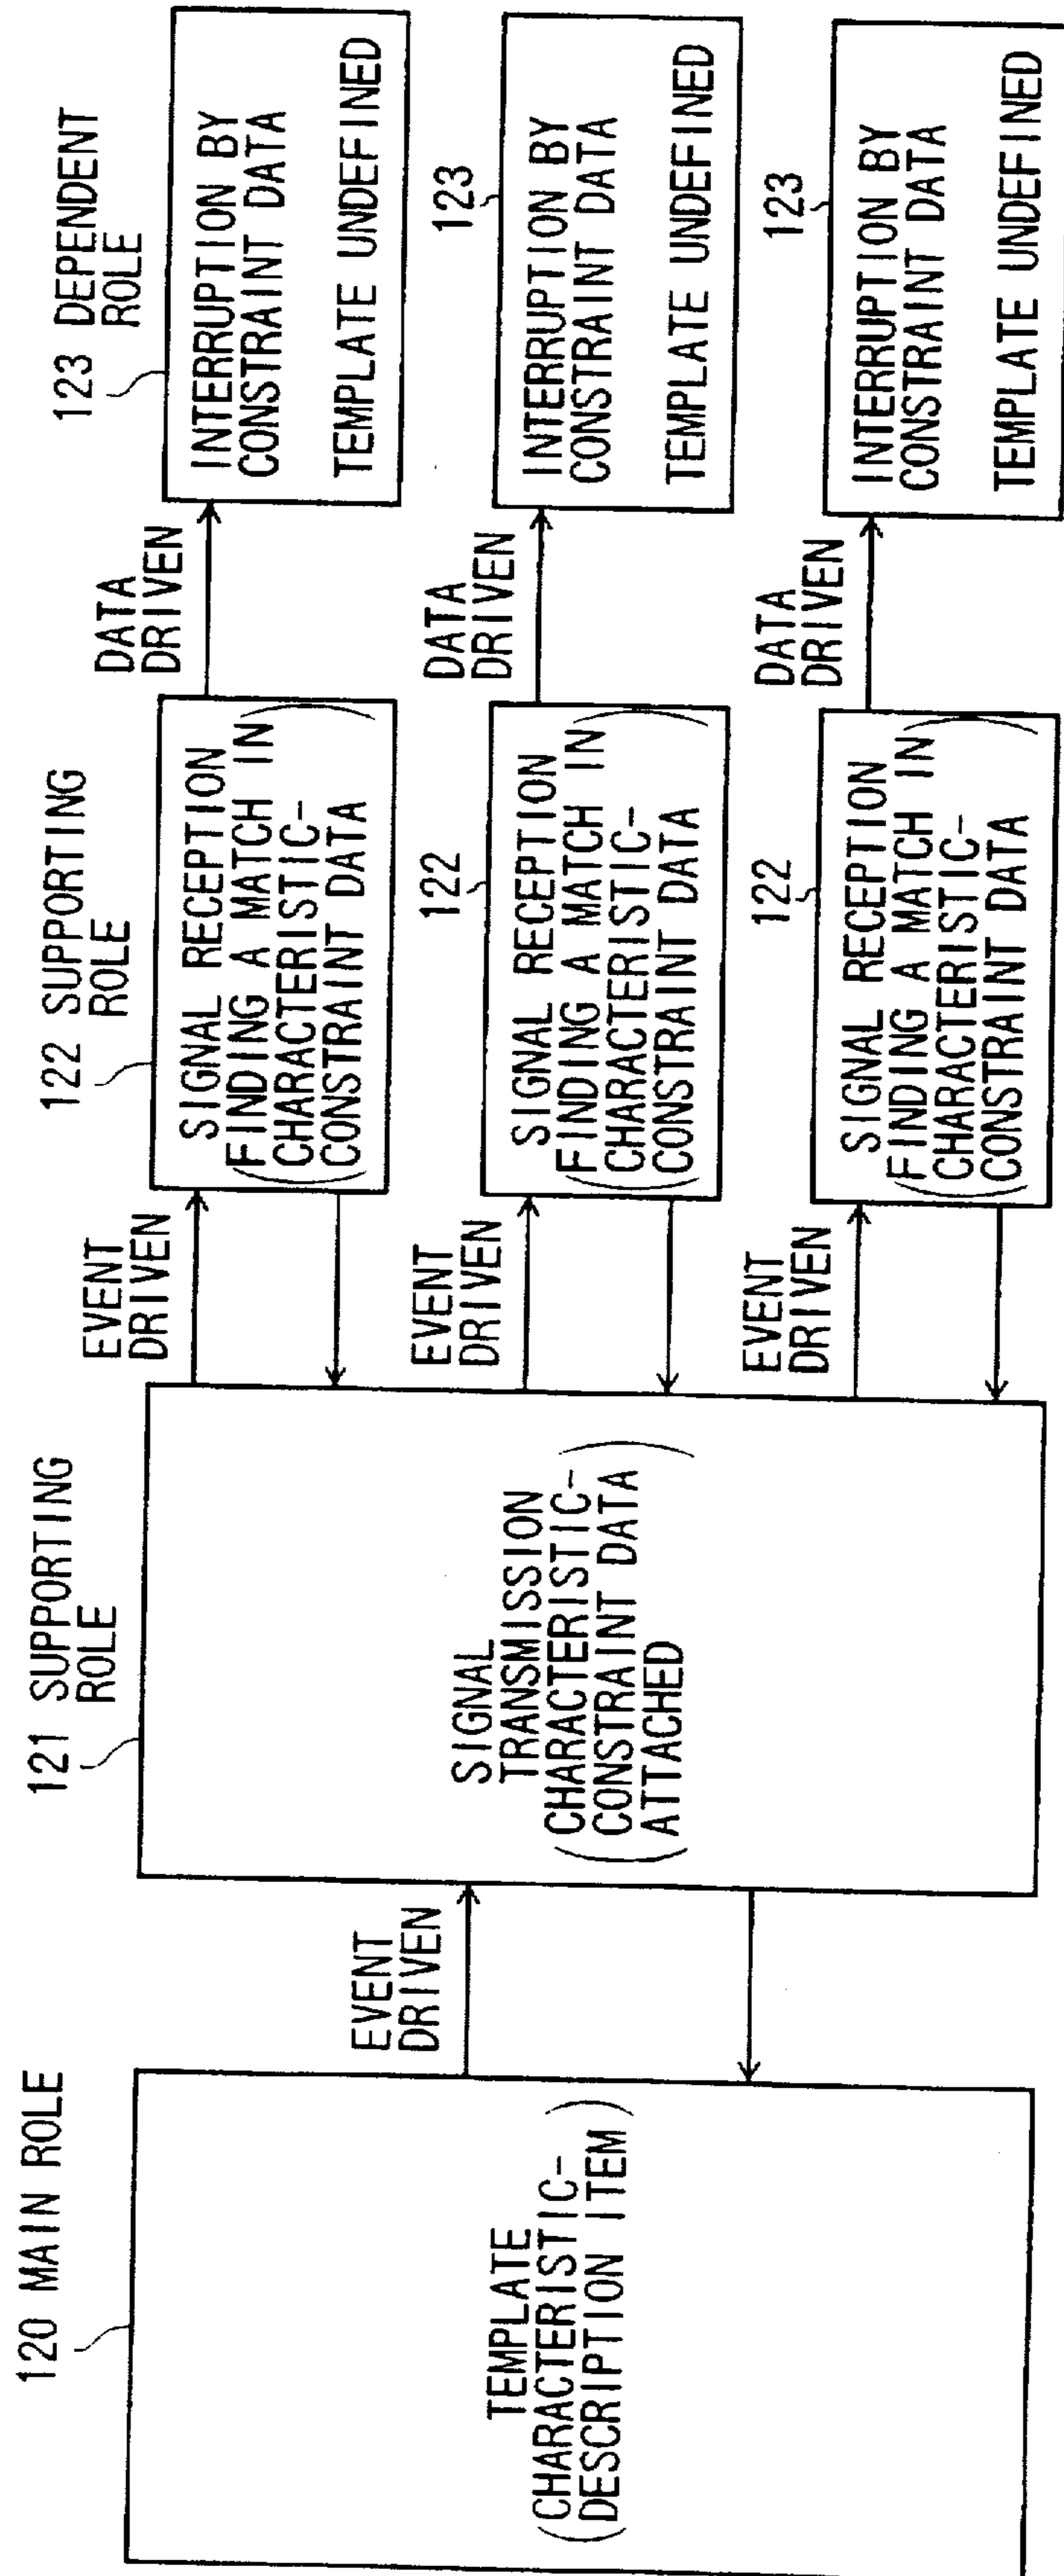 120 MAIN ROLE
TEMPLATE
(CHARACTERISTIC-
DESCRIPTION ITEM)
EVENT
DRIVEN
121 SUPPORTING
ROLE
SIGNAL
TRANSMISSION
(CHARACTERISTIC-
CONSTRAINT DATA
ATTACHED)
EVENT
DRIVEN
122 SUPPORTING
ROLE
SIGNAL RECEPTION
(FINDING A MATCH IN
CHARACTERISTIC-
CONSTRAINT DATA)
DATA
DRIVEN
123 DEPENDENT
ROLE
INTERRUPTION BY
CONSTRAINT DATA
TEMPLATE UNDEFINED
EVENT
DRIVEN
122
SIGNAL RECEPTION
(FINDING A MATCH IN
CHARACTERISTIC-
CONSTRAINT DATA)
DATA
DRIVEN
123
INTERRUPTION BY
CONSTRAINT DATA
TEMPLATE UNDEFINED
EVENT
DRIVEN
122
SIGNAL RECEPTION
(FINDING A MATCH IN
CHARACTERISTIC-
CONSTRAINT DATA)
DATA
DRIVEN
123
INTERRUPTION BY
CONSTRAINT DATA
TEMPLATE UNDEFINED